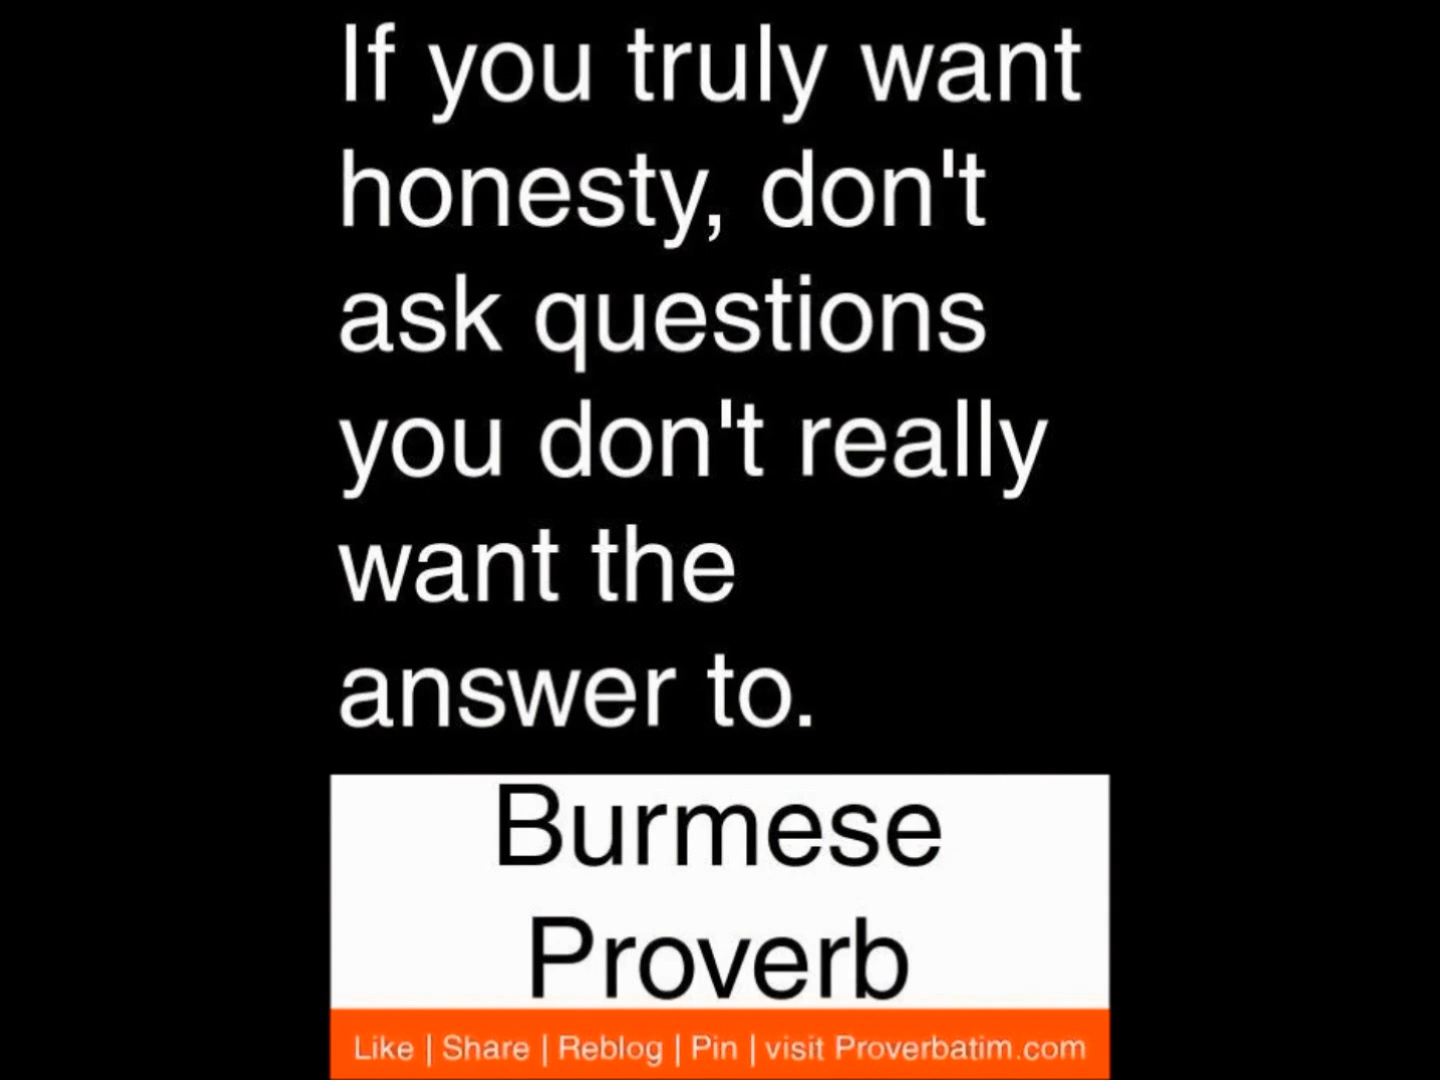 If you truly want
honesty, don't
ask questions
you don't really
want the
answer to.
Burmese
Proverb
Like | Share | Reblog | Pin | visit Proverbatim.com